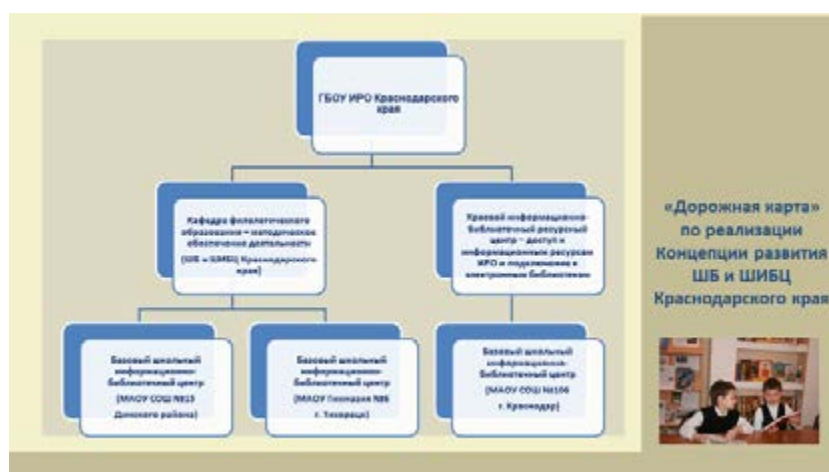 ГБОУ ИРО Краснодарского
края
Кафедра филологического
образования – методическое
обеспечение деятельности
(ШБ и ШИБЦ Краснодарского
края)
Краевой информационно-
библиотечный ресурсный
центр – доступ к
информационным ресурсам
ИРО и подключение к
электронным библиотекам
Базовый школьный
информационно-
библиотечный центр
(МАОУ СОШ
Динского района)
Базовый школьный
информационно-
библиотечный центр
(МАОУ Гимназия №6
г. Тихорецк)
Базовый школьный
информационно-
библиотечный центр
(МАОУ СОШ
г. Краснодар)
«Дорожная карта»
по реализации
Концепции развития
ШБ и ШИБЦ
Краснодарского края